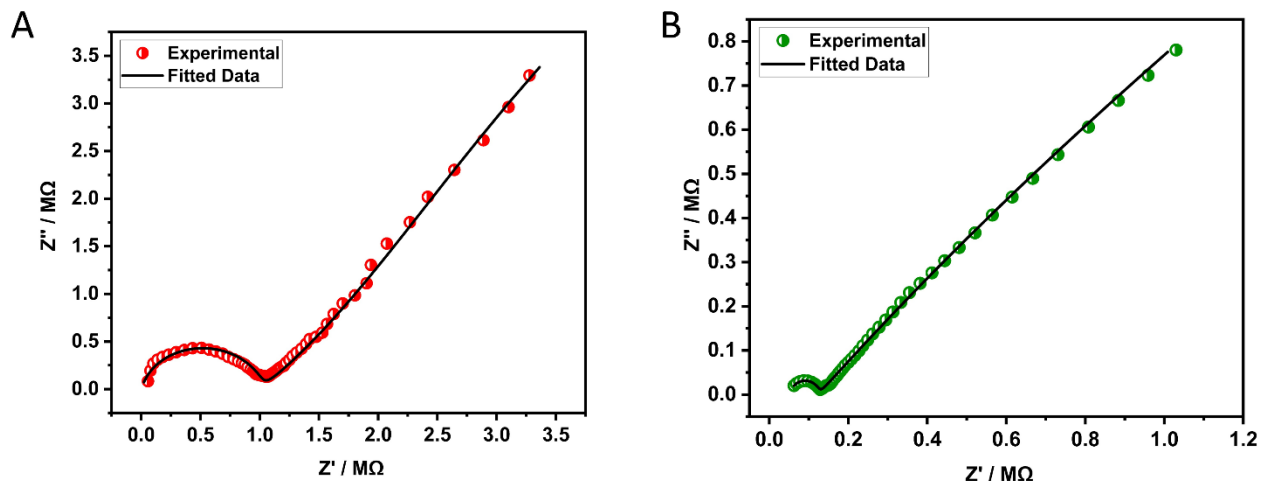 A
Experimental
Fitted Data
3.5
3.0
2.5
2.0
1.5
1.0
0.5
0.0
Z'' / MΩ
0.0 0.5 1.0 1.5 2.0 2.5 3.0 3.5
Z' / MΩ
B
Experimental
Fitted Data
0.8
0.7
0.6
0.5
0.4
0.3
0.2
0.1
0.0
Z'' / MΩ
0.0 0.2 0.4 0.6 0.8 1.0 1.2
Z' / MΩ